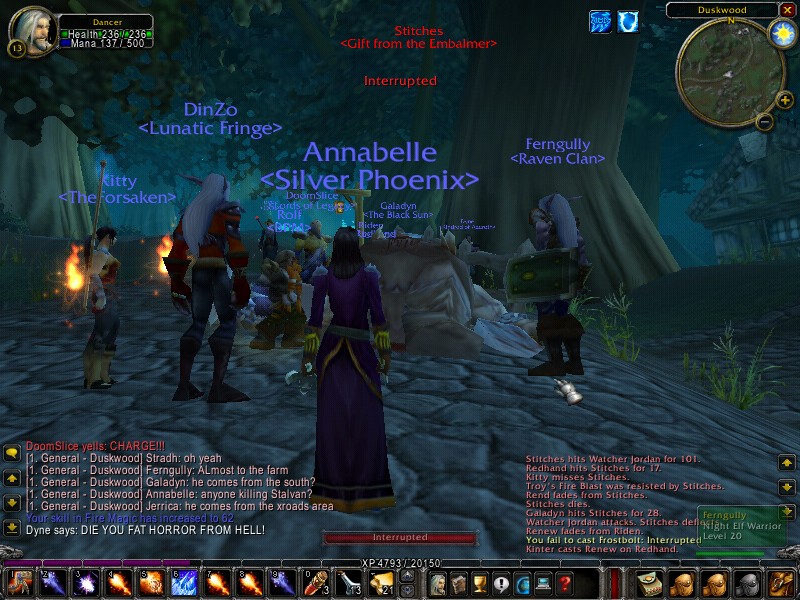 Dancer
Health 236 / 236
Mana 137 / 500
13
Stitches
<Gift from the Embalmer>
Interrupted
Duskwood
N
DinZo
<Lunatic Fringe>
Annabelle
<Silver Phoenix>
Ferngully
<Raven Clan>
Kitty
<The Forsaken>
DoomSlice
Rolf
Galadyn
<The Black Sun>
Riden
DoomSlice yells: CHARGE!!!
[1. General - Duskwood] Stradh: oh yeah
[1. General - Duskwood] Ferngully: ALmost to the farm
[1. General - Duskwood] Galadyn: he comes from the south?
[1. General - Duskwood] Annabelle: anyone killing Stalvan?
[1. General - Duskwood] Jerrica: he comes from the xroads area
Your skill in Fire Magic has increased to 62
Dyne says: DIE YOU FAT HORROR FROM HELL!
Stitches hits Watcher Jordan for 101.
Redhand hits Stitches for 17.
Kitty misses Stitches.
Troy's Fire Blast was resisted by Stitches.
Rend fades from Stitches.
Stitches dies.
Galadyn hits Stitches for 28.
Watcher Jordan attacks. Stitches
Renew fades from Riden.
You fail to cast Frostbolt: Interrupted
Kinter casts Renew on Redhand.
Ferngully
Night Elf Warrior
Level 20
Interrupted
XP 4793 / 20150
3
13
21